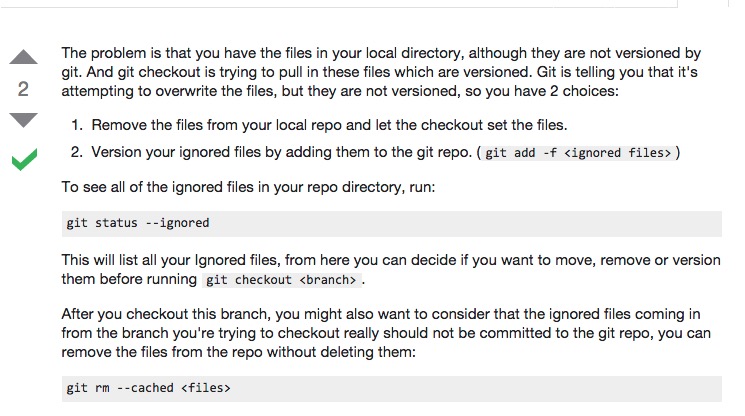 The problem is that you have the files in your local directory, although they are not versioned by
git. And git checkout is trying to pull in these files which are versioned. Git is telling you that it's
2
attempting to overwrite the files, but they are not versioned, so you have 2 choices:
1. Remove the files from your local repo and let the checkout set the files.
2. Version your ignored files by adding them to the git repo. ( git add -f <ignored files> )
To see all of the ignored files in your repo directory, run:
git status --ignored
This will list all your Ignored files, from here you can decide if you want to move, remove or version
them before running git checkout <branch> .
After you checkout this branch, you might also want to consider that the ignored files coming in
from the branch you're trying to checkout really should not be committed to the git repo, you can
remove the files from the repo without deleting them:
git rm --cached <files>